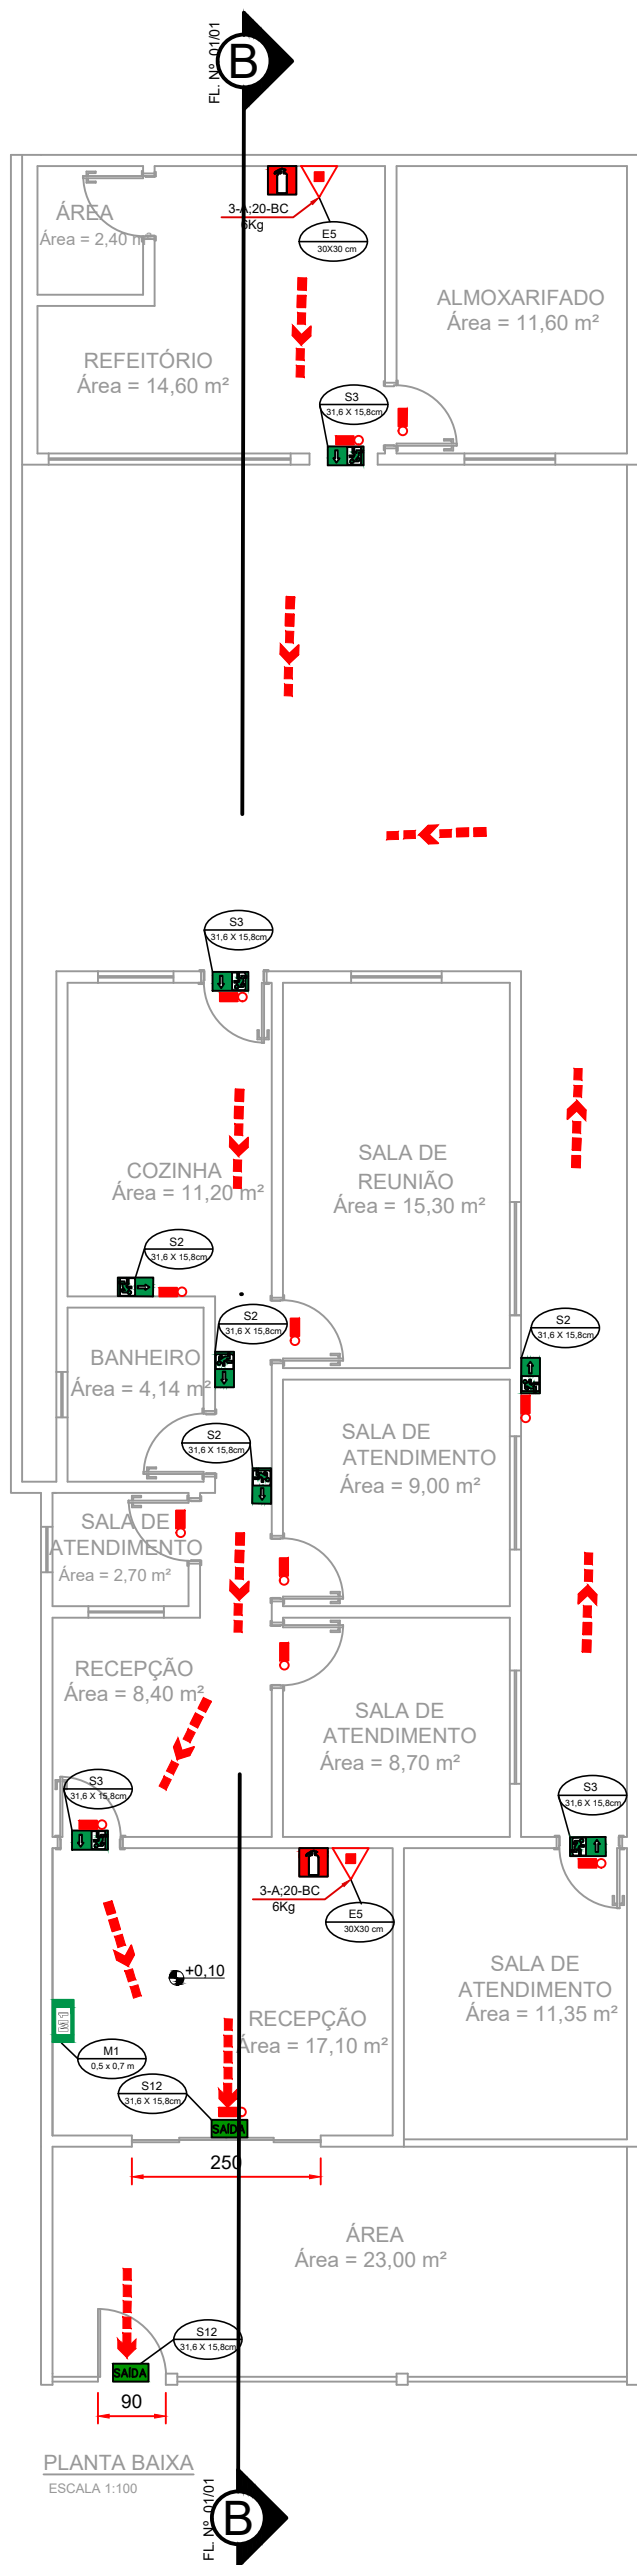 FL. Nº 01/01
B
ÁREA
Área = 2,40 m²
3-A;20-BC
6Kg
E5
30X30 cm
ALMOXARIFADO
Área = 11,60 m²
REFEITÓRIO
Área = 14,60 m²
S3
31,6 X 15,8cm
S3
31,6 X 15,8cm
COZINHA
Área = 11,20 m²
SALA DE
REUNIÃO
Área = 15,30 m²
S2
31,6 X 15,8cm
S2
31,6 X 15,8cm
S2
31,6 X 15,8cm
BANHEIRO
Área = 4,14 m²
S2
31,6 X 15,8cm
SALA DE
ATENDIMENTO
Área = 9,00 m²
SALA DE
ATENDIMENTO
Área = 2,70 m²
RECEPÇÃO
Área = 8,40 m²
SALA DE
ATENDIMENTO
Área = 8,70 m²
S3
31,6 X 15,8cm
S3
31,6 X 15,8cm
3-A;20-BC
6Kg
E5
30X30 cm
SALA DE
ATENDIMENTO
Área = 11,35 m²
+0,10
RECEPÇÃO
Área = 17,10 m²
M1
M1
0,5 x 0,7 m
S12
31,6 X 15,8cm
SAÍDA
250
ÁREA
Área = 23,00 m²
S12
31,6 X 15,8cm
SAÍDA
90
PLANTA BAIXA
ESCALA 1:100
FL. Nº 01/01
B